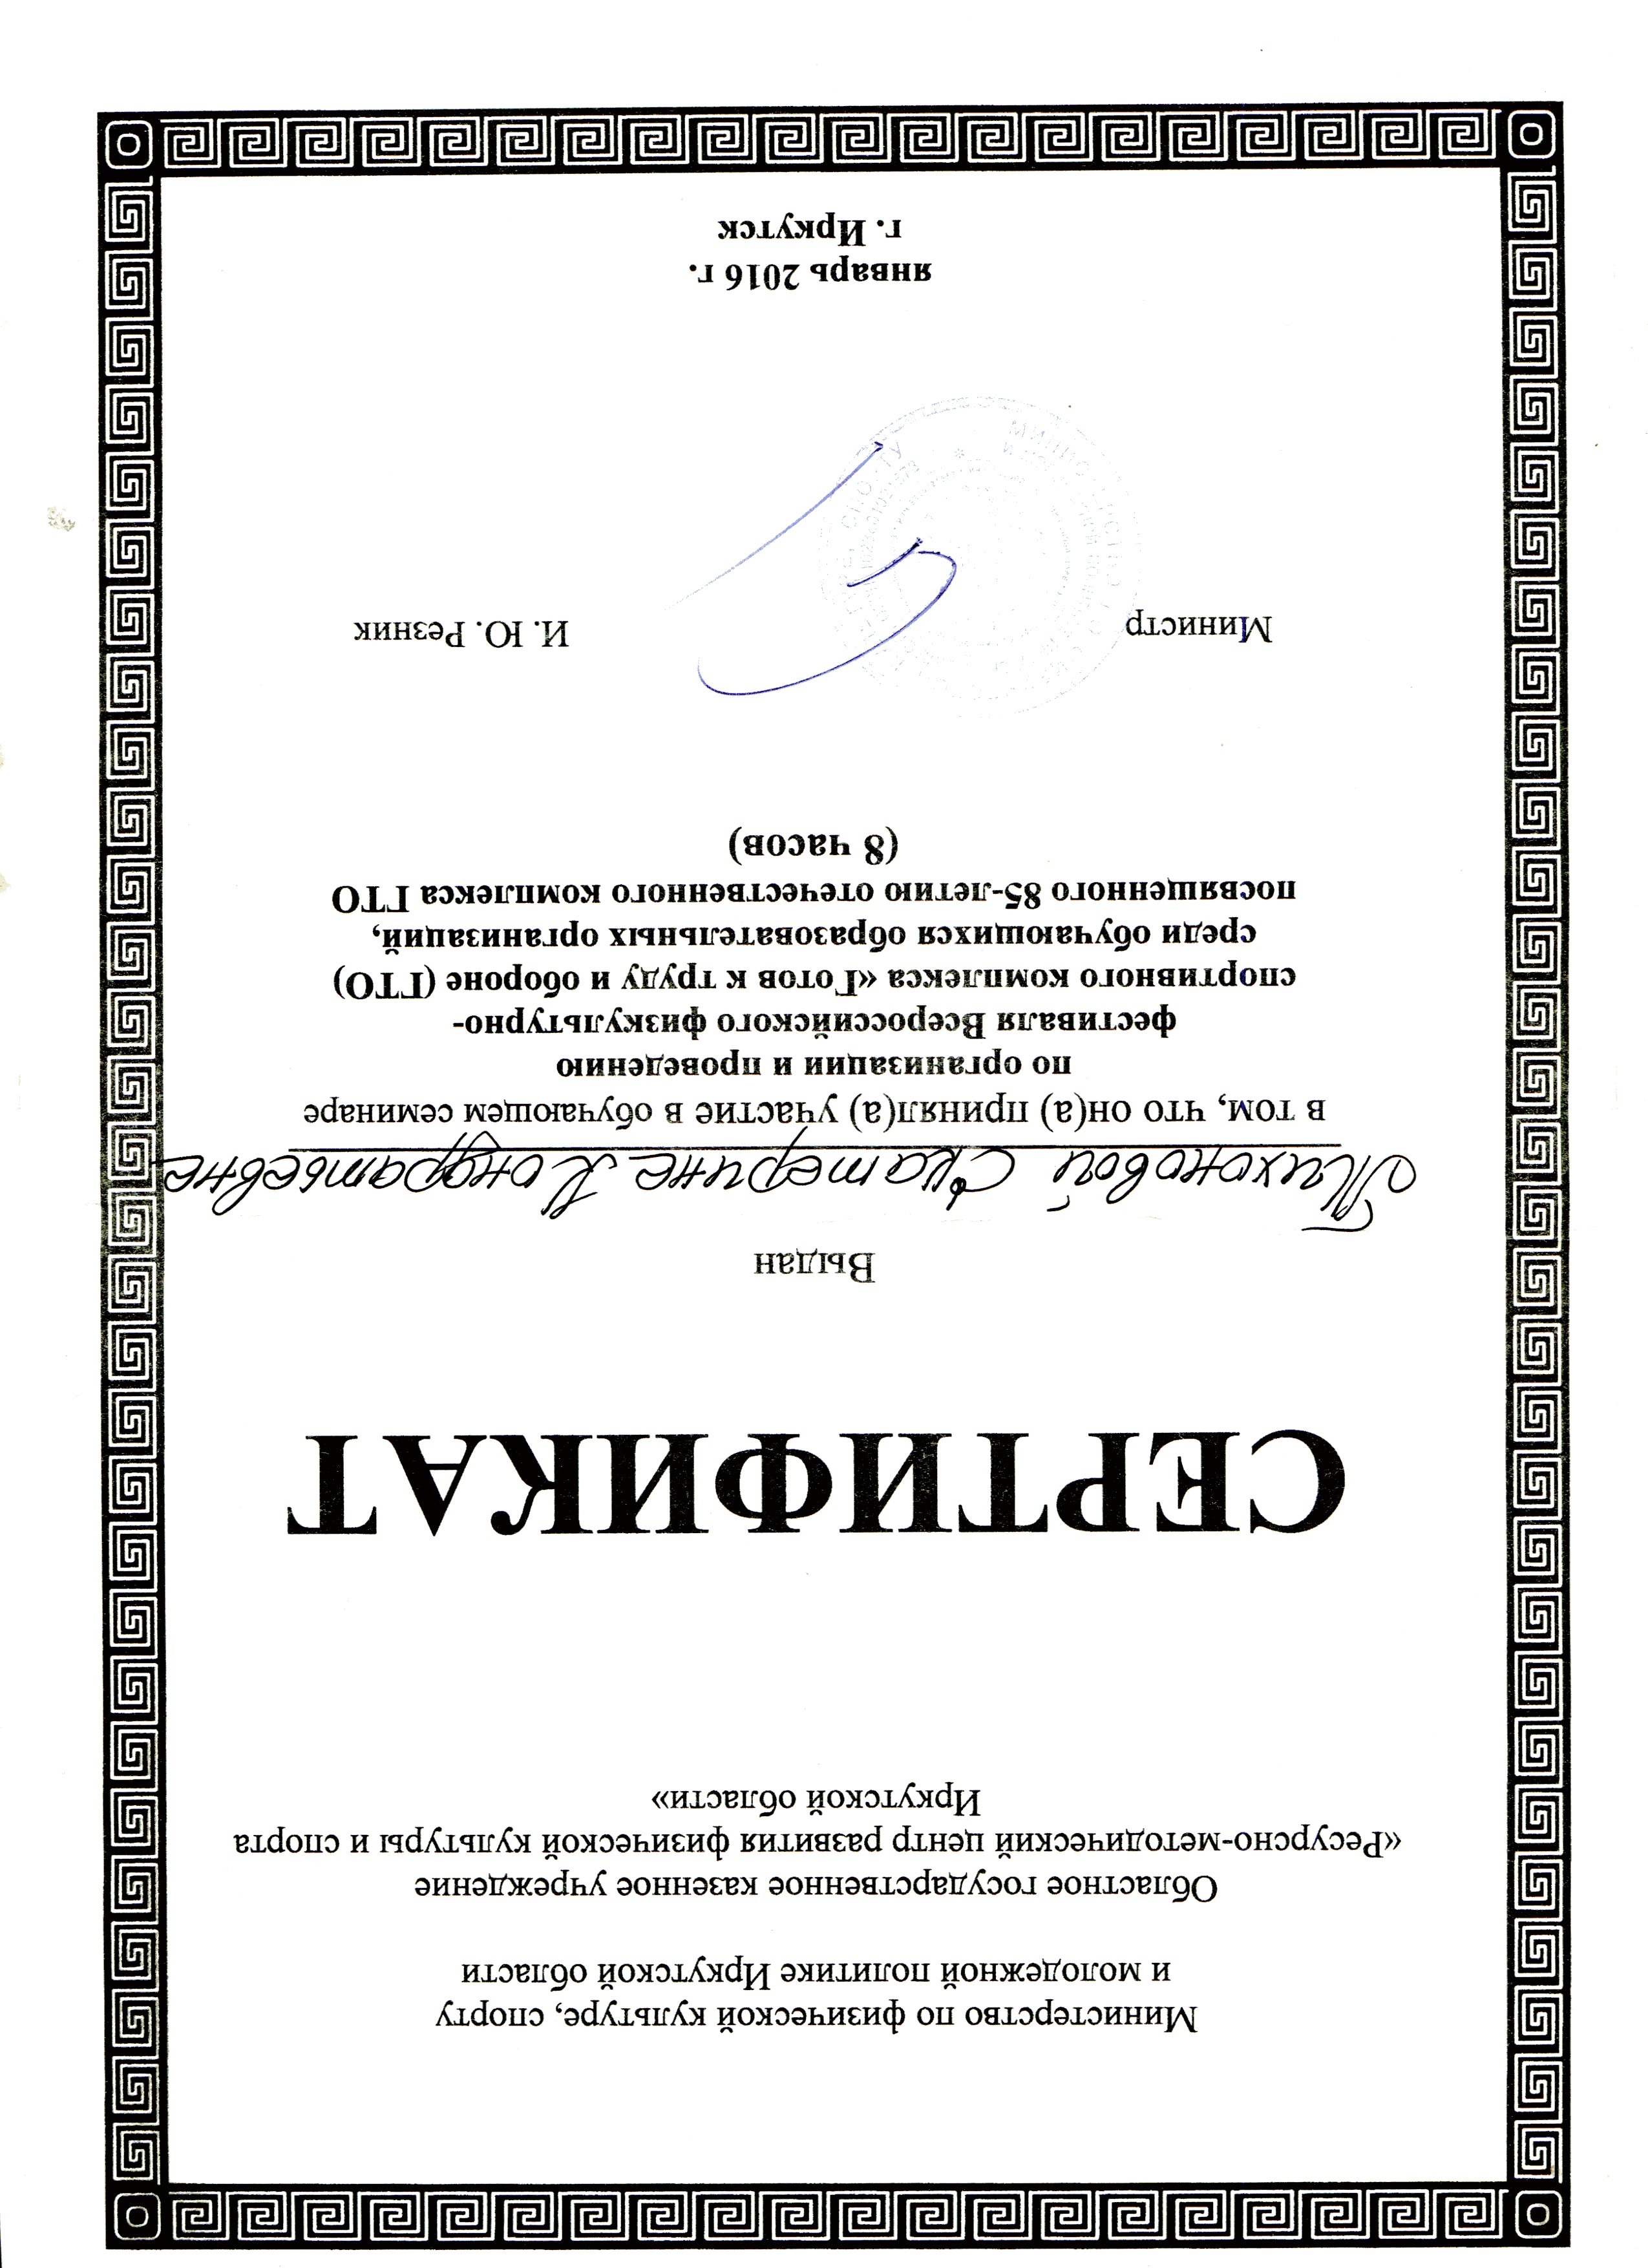 Министерство по физической культуре, спорту
и молодежной политике Иркутской области
Областное государственное казенное учреждение
«Ресурсно-методический центр развития физической культуры и спорта
Иркутской области»
СЕРТИФИКАТ
Выдан
Тихоновой Екатерине Кондратьевне
в том, что он(а) принял(а) участие в обучающем семинаре
по организации и проведению
фестиваля Всероссийского физкультурно-
спортивного комплекса «Готов к труду и обороне (ГТО)
среди обучающихся образовательных организаций,
посвященного 85-летию отечественного комплекса ГТО
(8 часов)
Министр И. Ю. Резник
январь 2016 г.
г. Иркутск